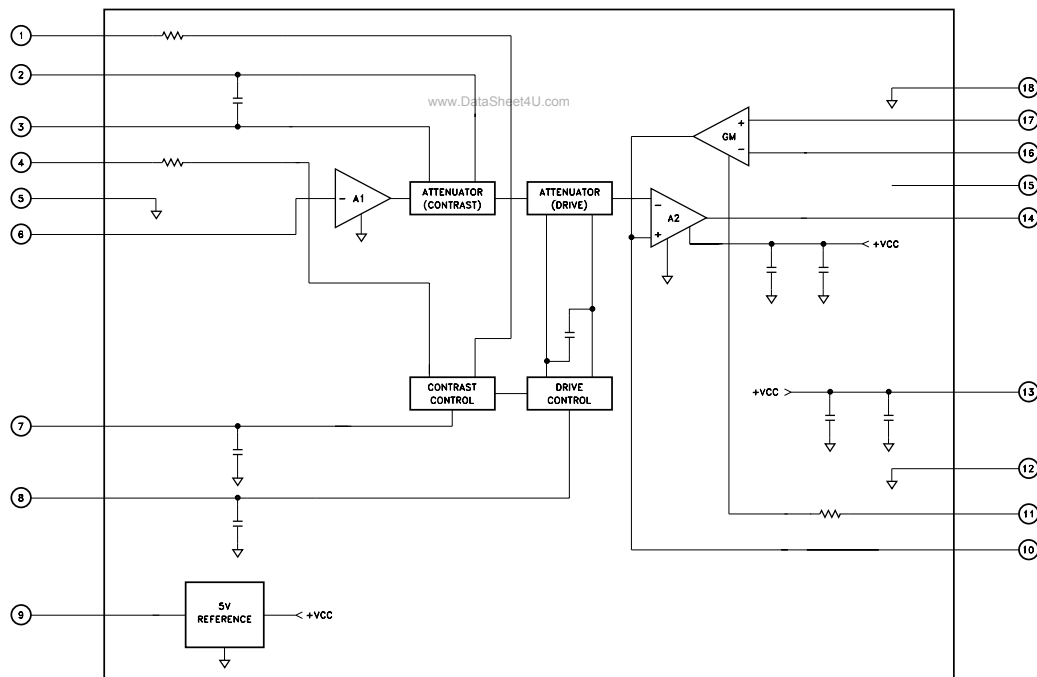 1
2
www.DataSheet4U.com
18
3
+
GM
17
4
-
16
5
ATTENUATOR
(CONTRAST)
ATTENUATOR
(DRIVE)
15
- A1
-
A2
+
14
6
+VCC
CONTRAST
CONTROL
DRIVE
CONTROL
+VCC
13
7
12
8
11
10
9
5V
REFERENCE
+VCC